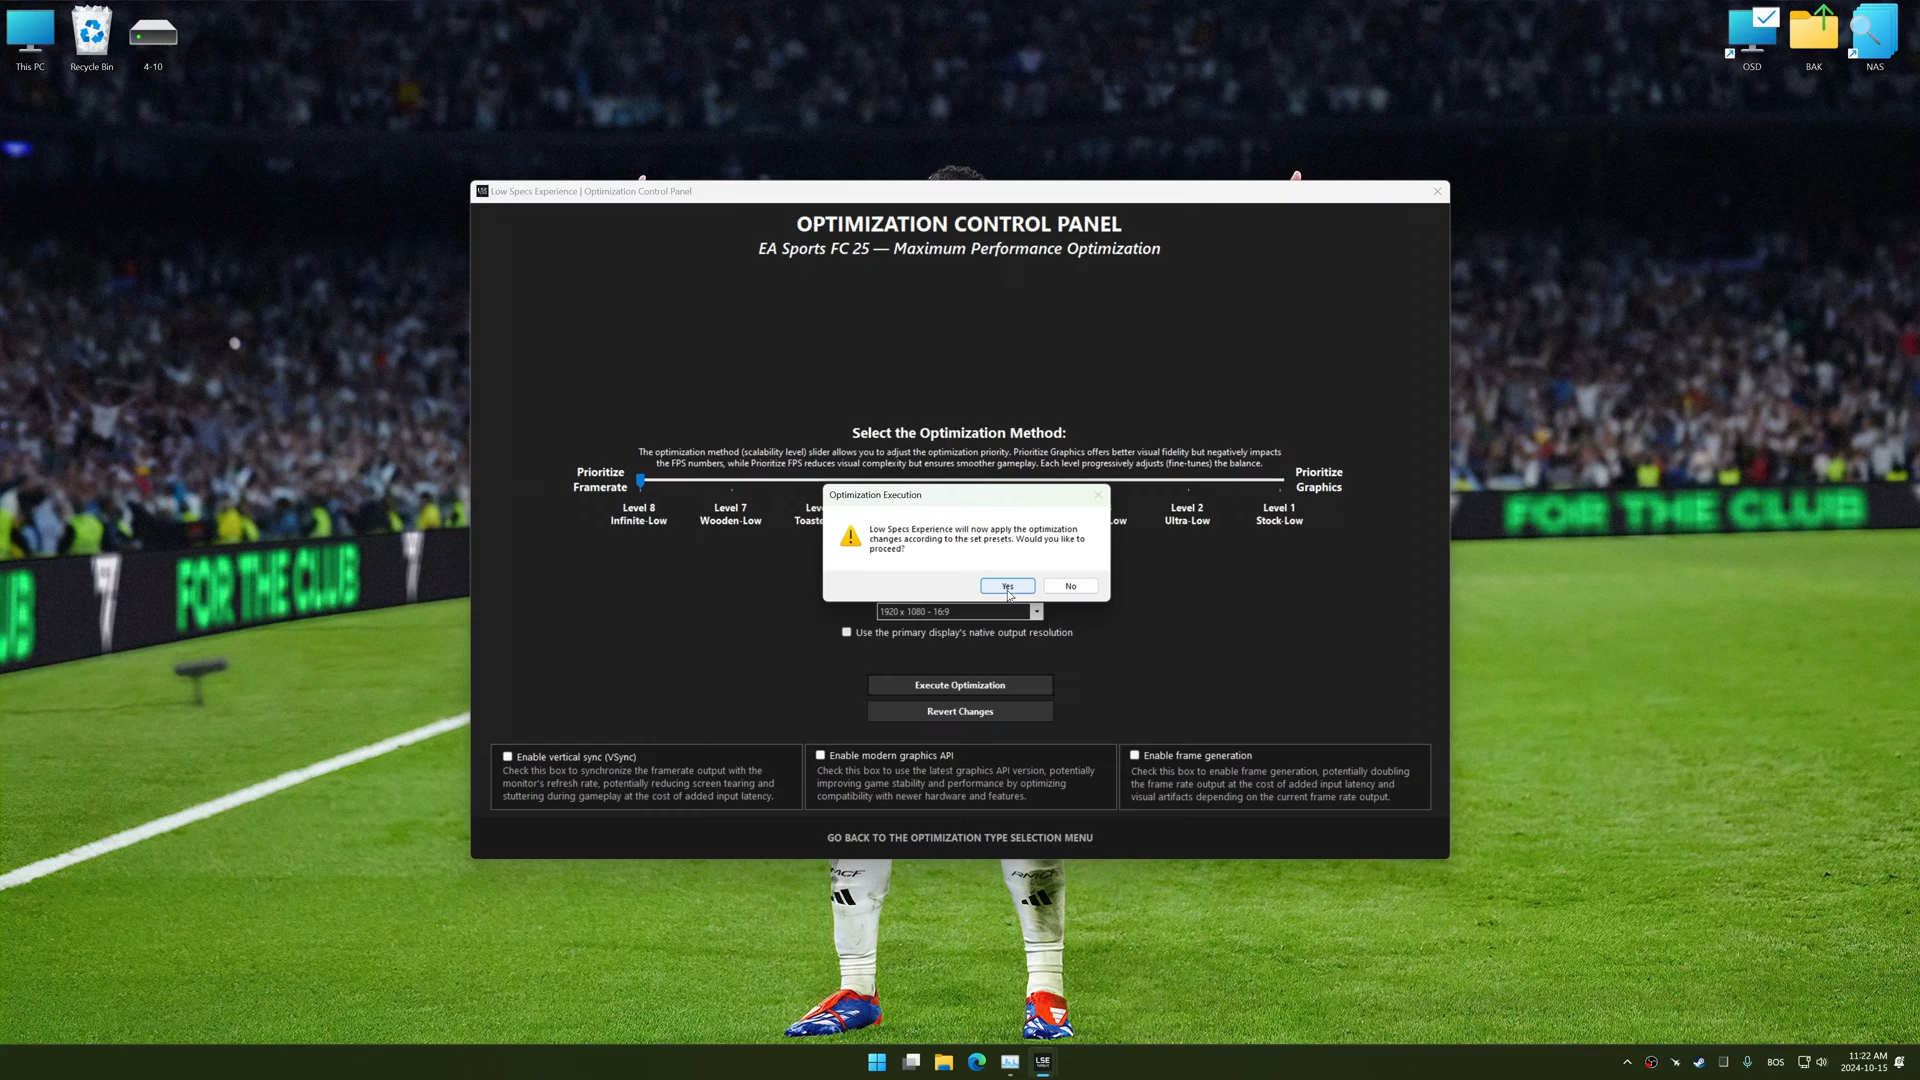 This PC
Recycle Bin
4-10
OSD
BAK
NAS
LSE
Low Specs Experience | Optimization Control Panel
OPTIMIZATION CONTROL PANEL
EA Sports FC 25 — Maximum Performance Optimization
Select the Optimization Method:
The optimization method (scalability level) slider allows you to adjust the optimization priority. Prioritize Graphics offers better visual fidelity but negatively impacts
the FPS numbers, while Prioritize FPS reduces visual complexity but ensures smoother gameplay. Each level progressively adjusts (fine-tunes) the balance.
Prioritize
Framerate
Prioritize
Graphics
Level 8
Infinite-Low
Level 7
Wooden-Low
Leve
Toaste
Low
Level 2
Ultra-Low
Level 1
Stock-Low
Optimization Execution
Low Specs Experience will now apply the optimization
changes according to the set presets. Would you like to
proceed?
Yes
No
1920 x 1080 - 16:9
Use the primary display's native output resolution
Execute Optimization
Revert Changes
Enable vertical sync (VSync)
Check this box to synchronize the framerate output with the
monitor's refresh rate, potentially reducing screen tearing and
stuttering during gameplay at the cost of added input latency.
Enable modern graphics API
Check this box to use the latest graphics API version, potentially
improving game stability and performance by optimizing
compatibility with newer hardware and features.
Enable frame generation
Check this box to enable frame generation, potentially doubling
the frame rate output at the cost of added input latency and
visual artifacts depending on the current frame rate output.
GO BACK TO THE OPTIMIZATION TYPE SELECTION MENU
FOR THE CLUB
FOR THE CLUB
UB
RMCF
RMCF
LSE
BOS
11:22 AM
2024-10-15